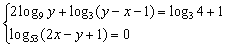 2log₉ y + log₃(y − x − 1) = log₃ 4 + 1
log₅₃(2x − y + 1) = 0